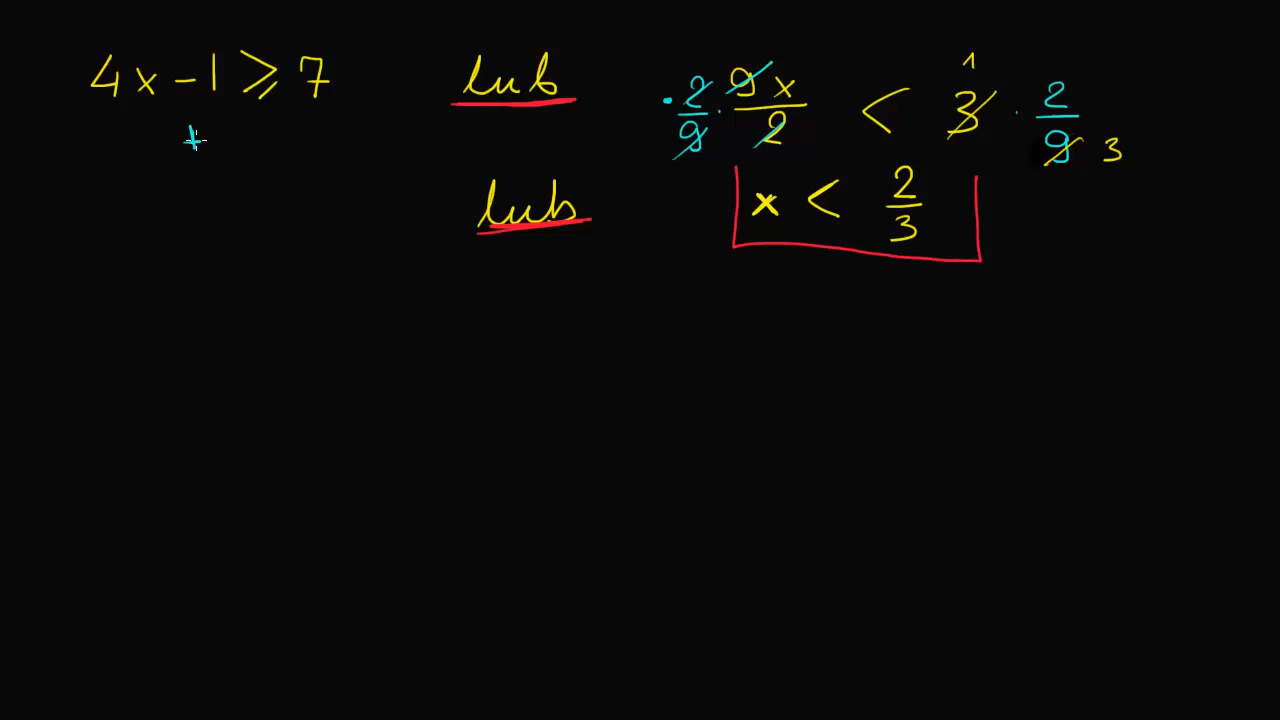 4x - 1 ⩾ 7 lub · 2/9 · 9x/2 < 3 1 · 2/9 3
+ lub x < 2/3